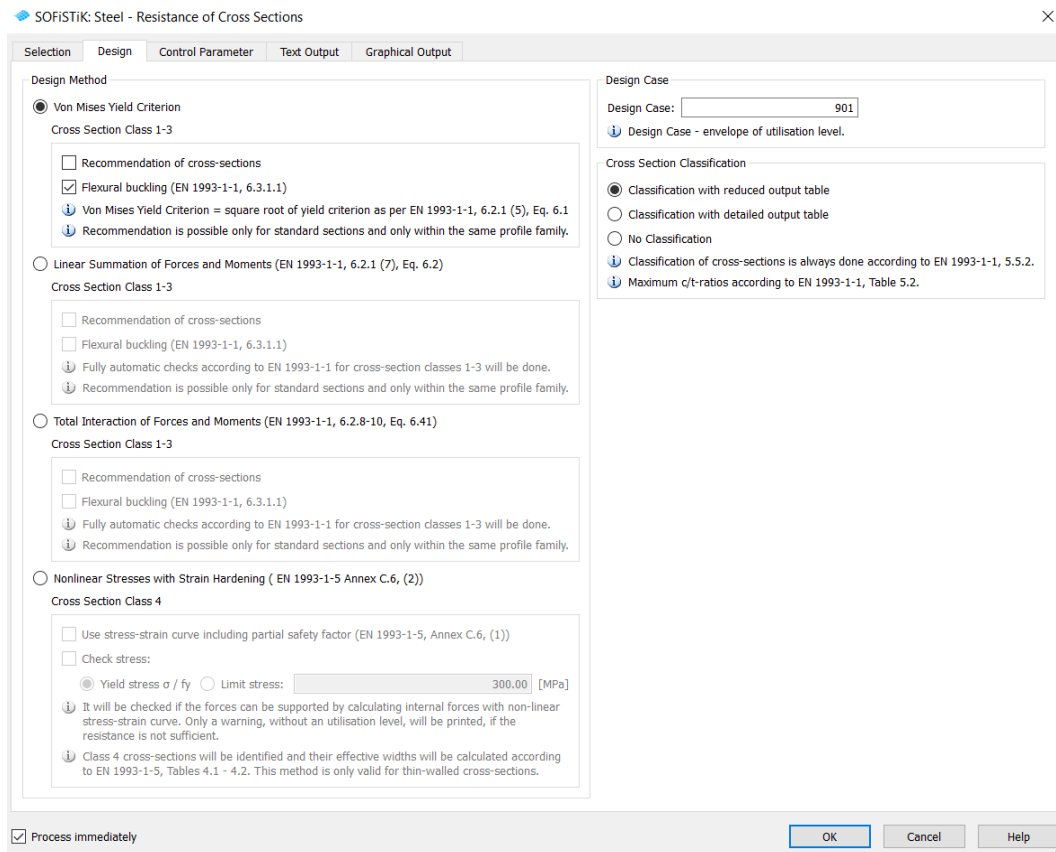 SOFiSTiK: Steel - Resistance of Cross Sections
Selection
Design
Control Parameter
Text Output
Graphical Output
Design Method
Von Mises Yield Criterion
Cross Section Class 1-3
Recommendation of cross-sections
Flexural buckling (EN 1993-1-1, 6.3.1.1)
Von Mises Yield Criterion = square root of yield criterion as per EN 1993-1-1, 6.2.1 (5), Eq. 6.1
Recommendation is possible only for standard sections and only within the same profile family.
Linear Summation of Forces and Moments (EN 1993-1-1, 6.2.1 (7), Eq. 6.2)
Cross Section Class 1-3
Recommendation of cross-sections
Flexural buckling (EN 1993-1-1, 6.3.1.1)
Fully automatic checks according to EN 1993-1-1 for cross-section classes 1-3 will be done.
Recommendation is possible only for standard sections and only within the same profile family.
Total Interaction of Forces and Moments (EN 1993-1-1, 6.2.8-10, Eq. 6.41)
Cross Section Class 1-3
Recommendation of cross-sections
Flexural buckling (EN 1993-1-1, 6.3.1.1)
Fully automatic checks according to EN 1993-1-1 for cross-section classes 1-3 will be done.
Recommendation is possible only for standard sections and only within the same profile family.
Nonlinear Stresses with Strain Hardening ( EN 1993-1-5 Annex C.6, (2))
Cross Section Class 4
Use stress-strain curve including partial safety factor (EN 1993-1-5, Annex C.6, (1))
Check stress:
Yield stress σ / fy
Limit stress:
300.00 [MPa]
It will be checked if the forces can be supported by calculating internal forces with non-linear
stress-strain curve. Only a warning, without an utilisation level, will be printed, if the
resistance is not sufficient.
Class 4 cross-sections will be identified and their effective widths will be calculated according
to EN 1993-1-5, Tables 4.1 - 4.2. This method is only valid for thin-walled cross-sections.
Design Case
Design Case: 901
Design Case - envelope of utilisation level.
Cross Section Classification
Classification with reduced output table
Classification with detailed output table
No Classification
Classification of cross-sections is always done according to EN 1993-1-1, 5.5.2.
Maximum c/t-ratios according to EN 1993-1-1, Table 5.2.
Process immediately
OK
Cancel
Help